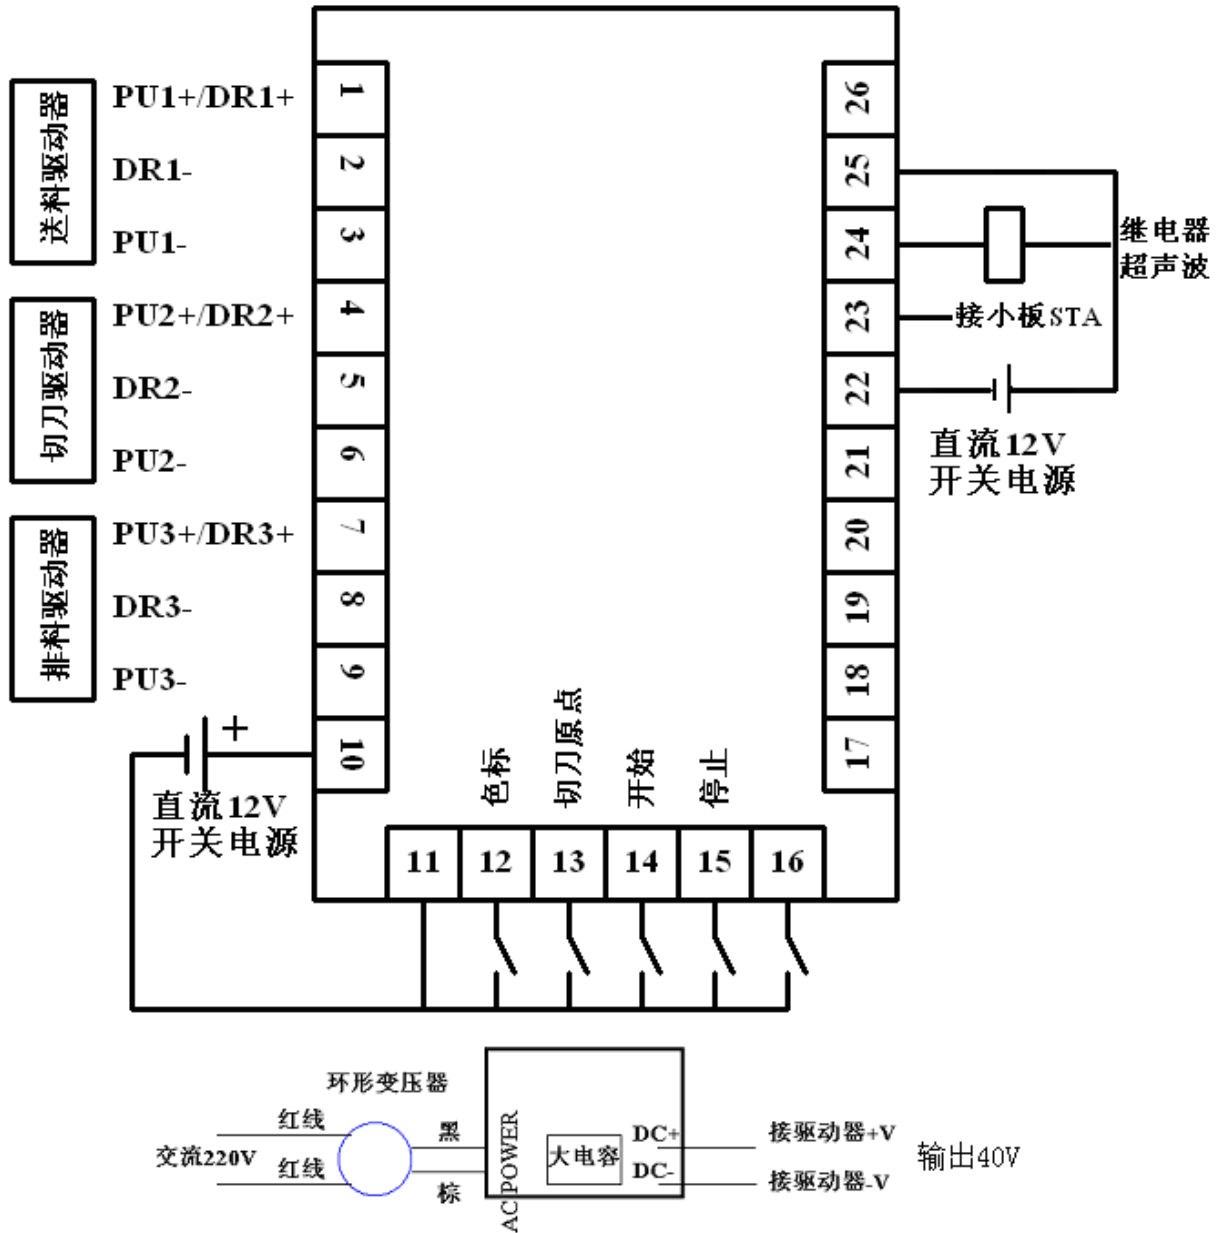 送料驱动器
PU1+/DR1+
DR1-
PU1-
切刀驱动器
PU2+/DR2+
DR2-
PU2-
排料驱动器
PU3+/DR3+
DR3-
PU3-
1
2
3
4
5
6
7
8
9
10
+
直流12V
开关电源
26
25
24
23
22
21
20
19
18
17
继电器
超声波
接小板STA
直流12V
开关电源
色标
切刀原点
开始
停止
11
12
13
14
15
16
环形变压器
交流220V
红线
红线
黑
棕
AC POWER
大电容
DC+
DC-
接驱动器+V
接驱动器-V
输出40V